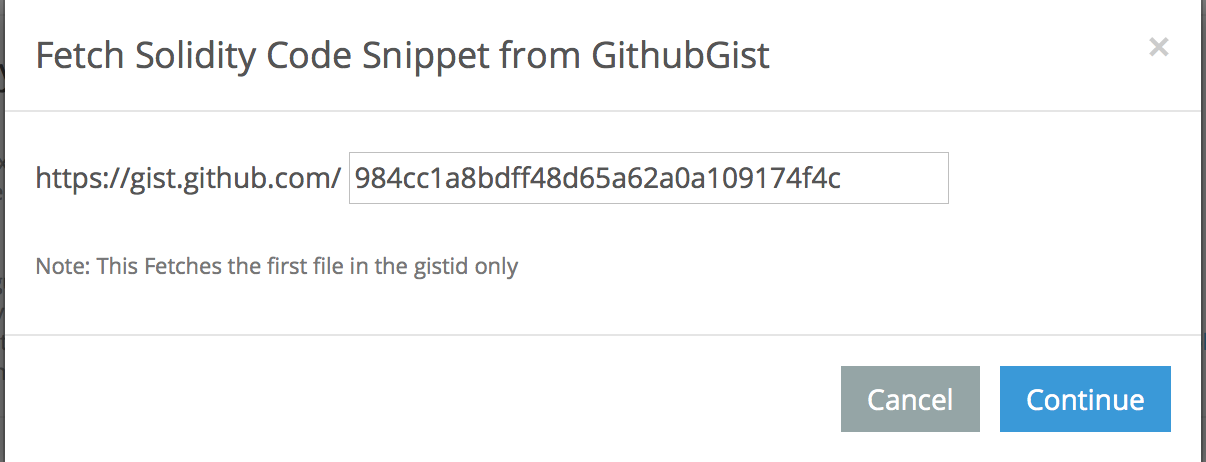 Fetch Solidity Code Snippet from GithubGist
×
https://gist.github.com/ 984cc1a8bdff48d65a62a0a109174f4c
Note: This Fetches the first file in the gistid only
Cancel Continue